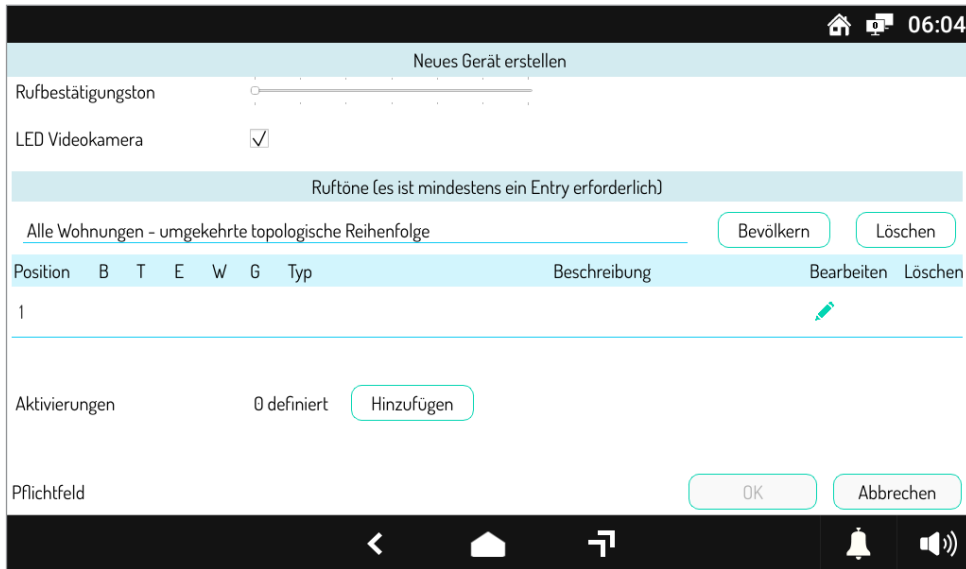 06:04
Neues Gerät erstellen
Rufbestätigungston
LED Videokamera
Ruftöne (es ist mindestens ein Entry erforderlich)
Alle Wohnungen - umgekehrte topologische Reihenfolge Bevölkern Löschen
Position B T E W G Typ Beschreibung Bearbeiten Löschen
1
Aktivierungen 0 definiert Hinzufügen
Pflichtfeld OK Abbrechen